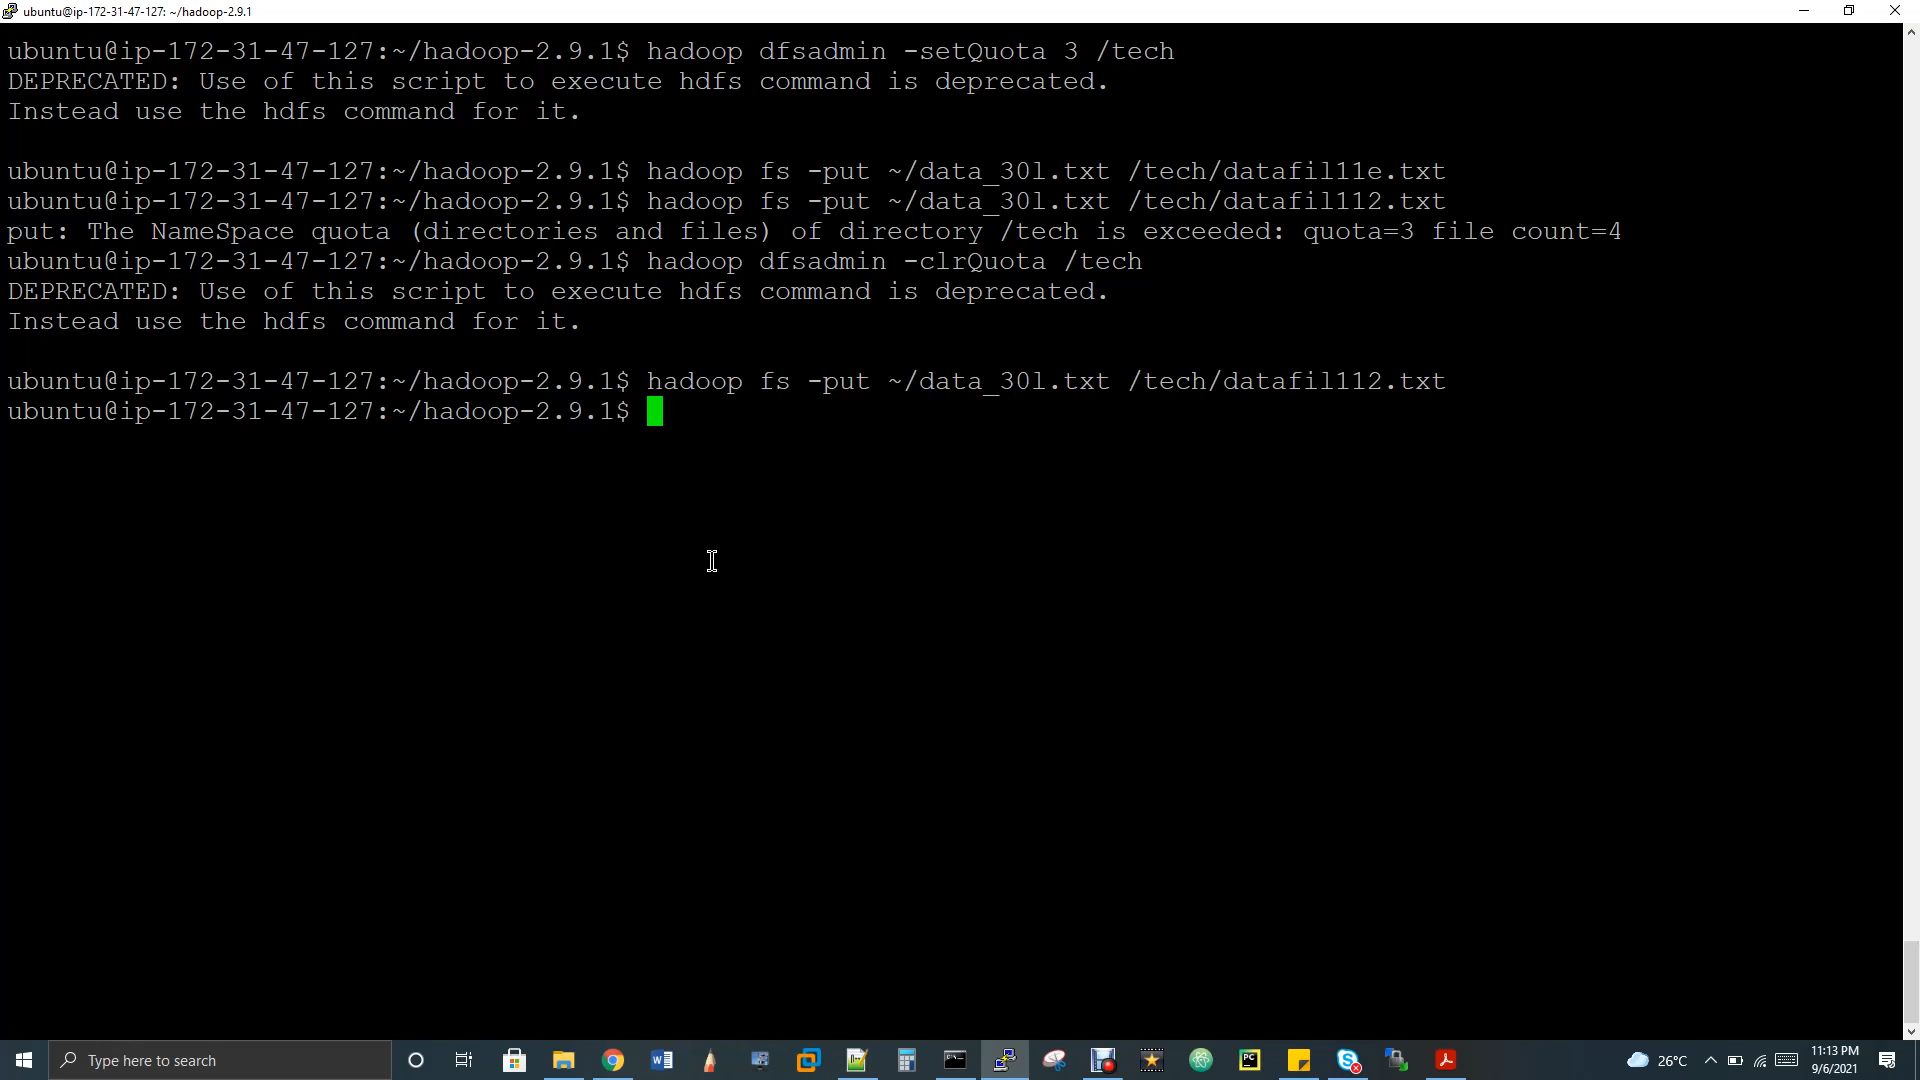 ubuntu@ip-172-31-47-127: ~/hadoop-2.9.1
ubuntu@ip-172-31-47-127:~/hadoop-2.9.1$ hadoop dfsadmin -setQuota 3 /tech
DEPRECATED: Use of this script to execute hdfs command is deprecated.
Instead use the hdfs command for it.
ubuntu@ip-172-31-47-127:~/hadoop-2.9.1$ hadoop fs -put ~/data_30l.txt /tech/datafil11e.txt
ubuntu@ip-172-31-47-127:~/hadoop-2.9.1$ hadoop fs -put ~/data_30l.txt /tech/datafil112.txt
put: The NameSpace quota (directories and files) of directory /tech is exceeded: quota=3 file count=4
ubuntu@ip-172-31-47-127:~/hadoop-2.9.1$ hadoop dfsadmin -clrQuota /tech
DEPRECATED: Use of this script to execute hdfs command is deprecated.
Instead use the hdfs command for it.
ubuntu@ip-172-31-47-127:~/hadoop-2.9.1$ hadoop fs -put ~/data_30l.txt /tech/datafil112.txt
ubuntu@ip-172-31-47-127:~/hadoop-2.9.1$
Type here to search
26°C
11:13 PM
9/6/2021